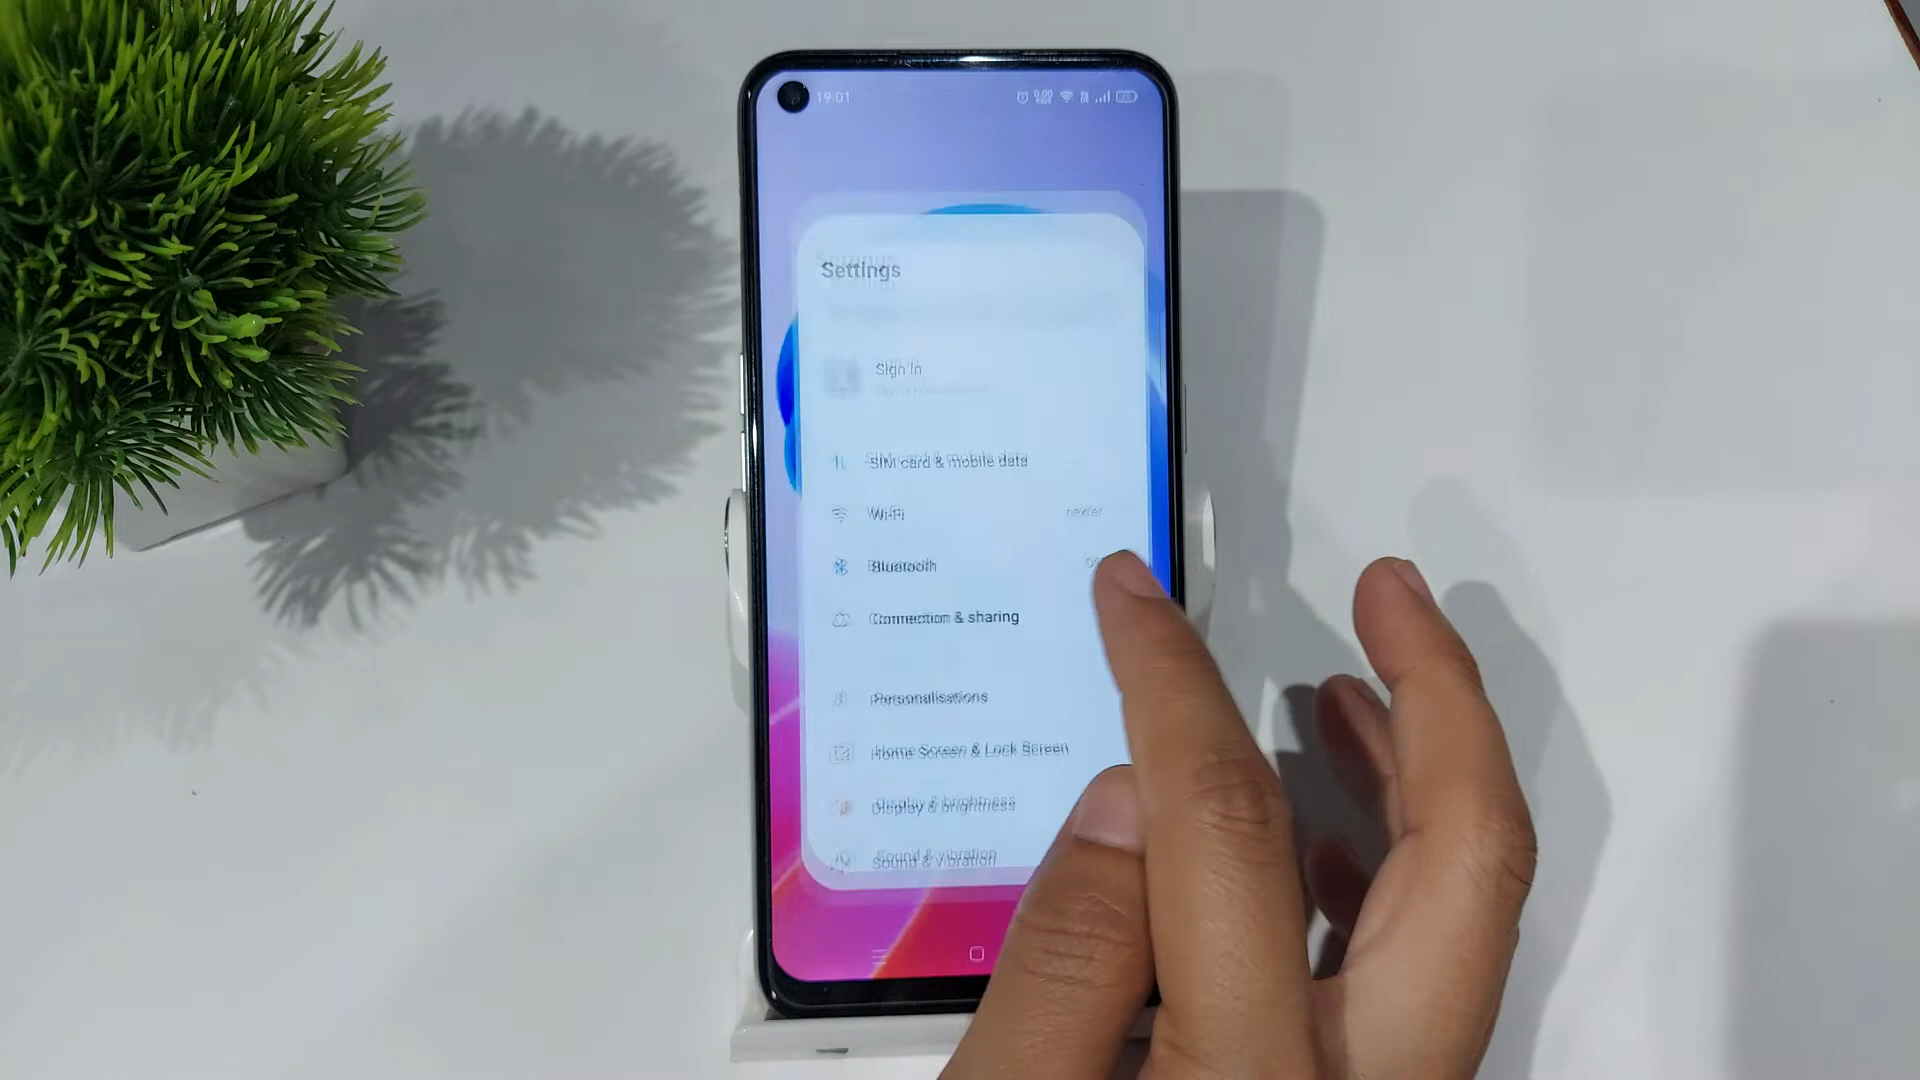 19:01
Settings
Sign in
SIM card & mobile data
Wi-Fi
Bluetooth
Connection & sharing
Personalisations
Home Screen & Lock Screen
Display & brightness
Sound & vibration